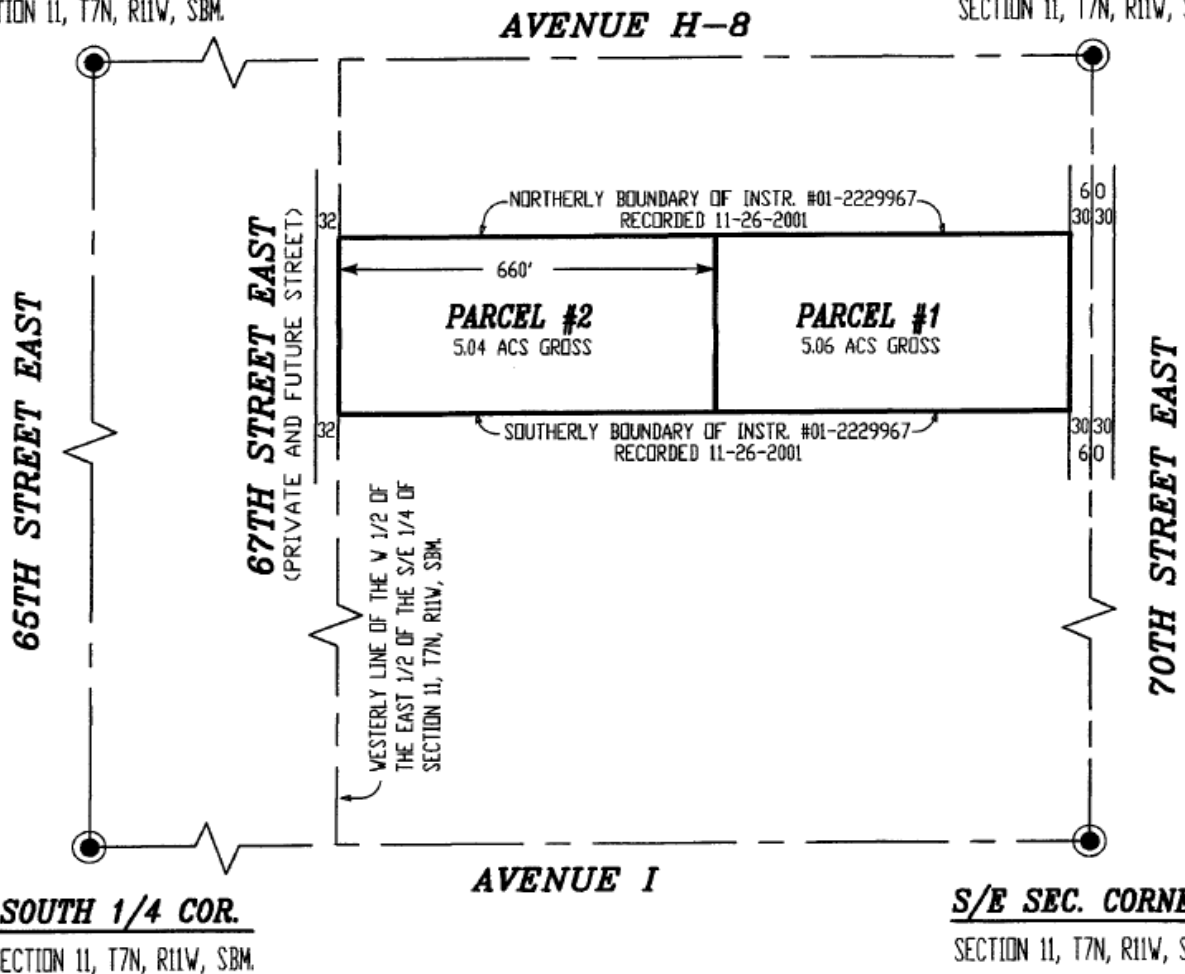 TION 11, T7N, R11W, SBM.
SECTION 11, T7N, R11W, S
AVENUE H-8
NORTHERLY BOUNDARY OF INSTR. #01-2229967
RECORDED 11-26-2001
60
30 30
32
660'
PARCEL #2
5.04 ACS GROSS
PARCEL #1
5.06 ACS GROSS
65TH STREET EAST
67TH STREET EAST
(PRIVATE AND FUTURE STREET)
70TH STREET EAST
32
SOUTHERLY BOUNDARY OF INSTR. #01-2229967
RECORDED 11-26-2001
30 30
60
WESTERLY LINE OF THE W 1/2 OF
THE EAST 1/2 OF THE S/E 1/4 OF
SECTION 11, T7N, R11W, SBM.
AVENUE I
SOUTH 1/4 COR.
ECTION 11, T7N, R11W, SBM.
S/E SEC. CORNE
SECTION 11, T7N, R11W, S